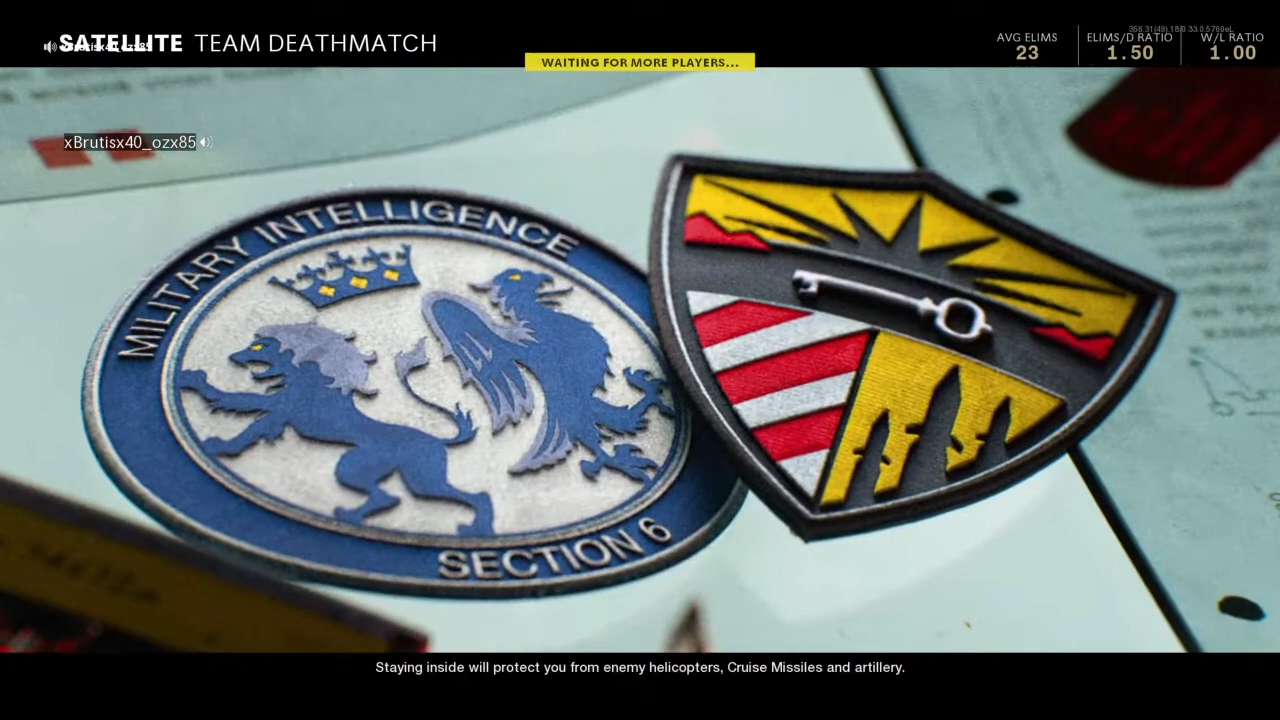 SATELLITE TEAM DEATHMATCH
WAITING FOR MORE PLAYERS...
AVG ELIMS
23
ELIMS/D RATIO
1.50
W/L RATIO
1.00
xBrutisx40_ozx85
MILITARY INTELLIGENCE
SECTION 6
Staying inside will protect you from enemy helicopters, Cruise Missiles and artillery.